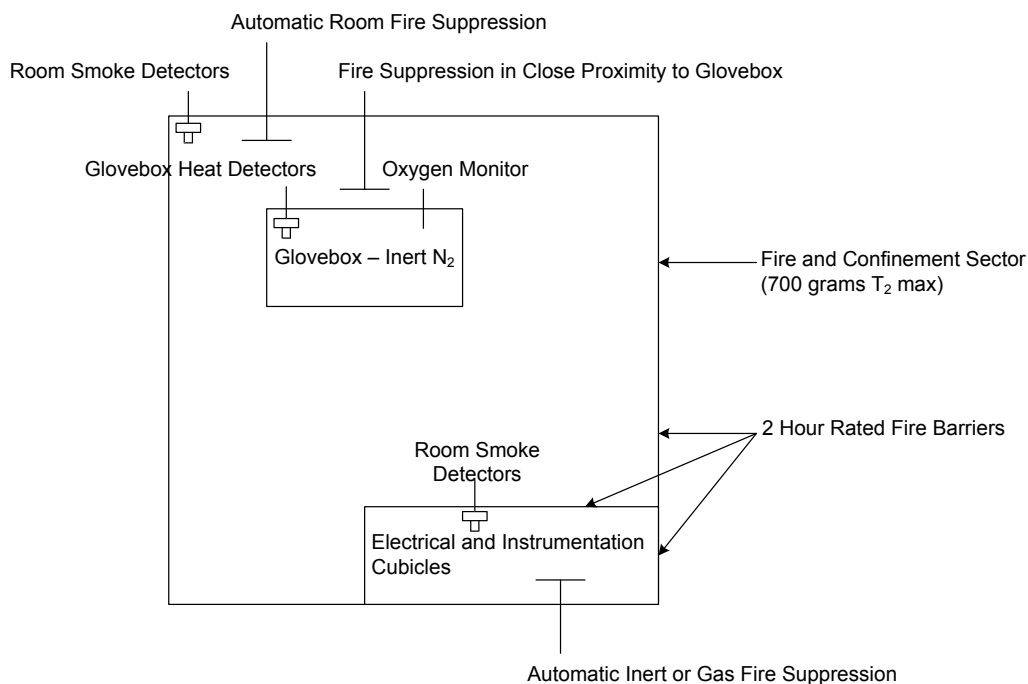 Automatic Room Fire Suppression
Room Smoke Detectors
Fire Suppression in Close Proximity to Glovebox
Glovebox Heat Detectors
Oxygen Monitor
Glovebox – Inert N₂
Fire and Confinement Sector
(700 grams T₂ max)
2 Hour Rated Fire Barriers
Room Smoke
Detectors
Electrical and Instrumentation
Cubicles
Automatic Inert or Gas Fire Suppression